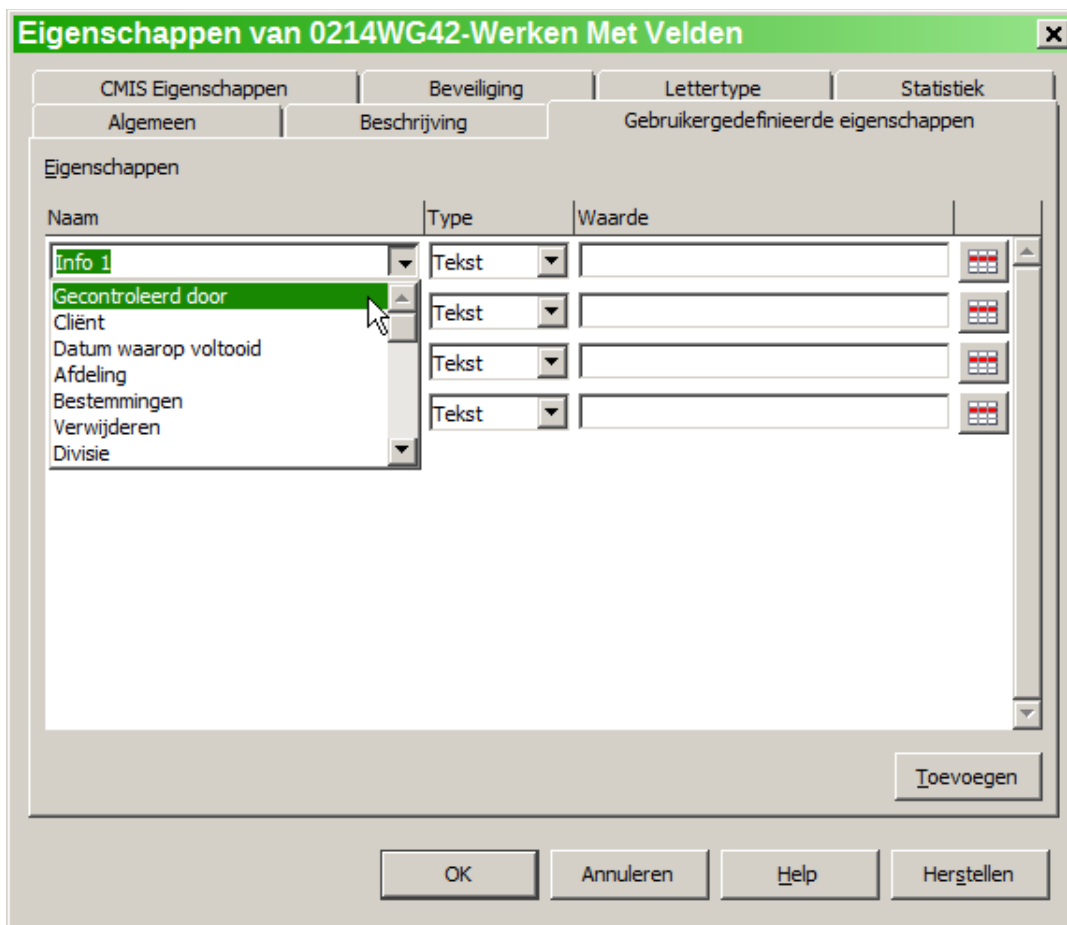 Eigenschappen van 0214WG42-Werken Met Velden
CMIS Eigenschappen Beveiliging Lettertype Statistiek
Algemeen Beschrijving Gebruikergedefinieerde eigenschappen
Eigenschappen
Naam Type Waarde
Info 1 Tekst
Gecontroleerd door
Cliënt Tekst
Datum waarop voltooid
Afdeling Tekst
Bestemmingen
Verwijderen Tekst
Divisie
Toevoegen
OK Annuleren Help Herstellen